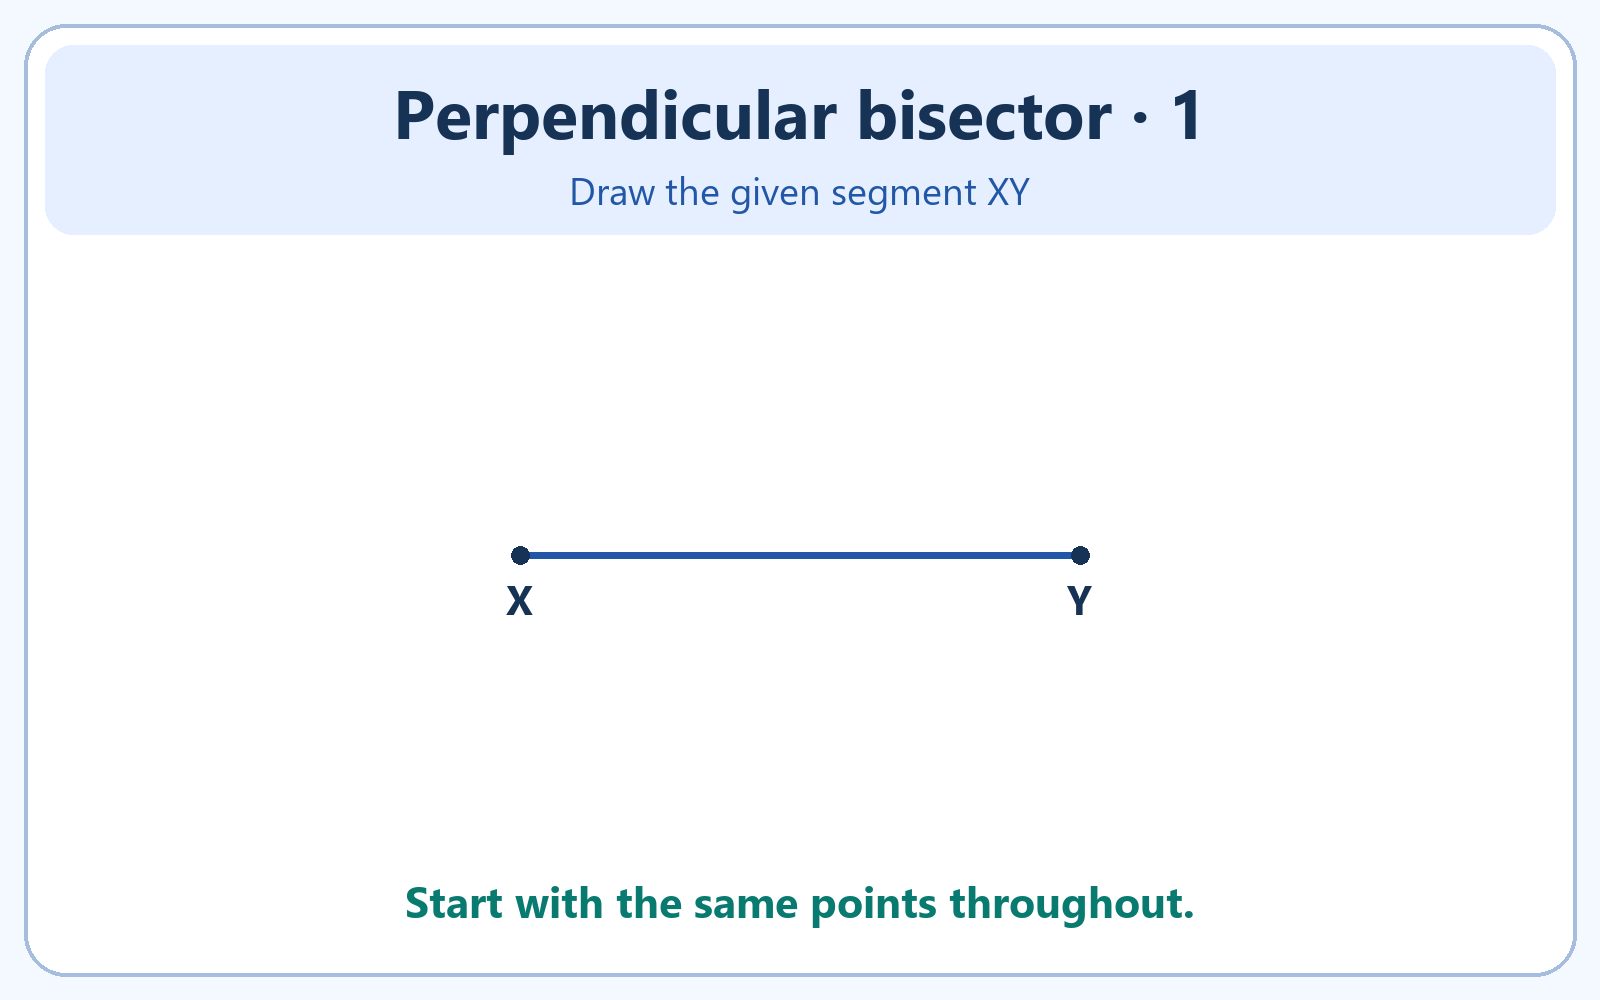 Perpendicular bisector · 1
Draw the given segment XY
X
Y
Start with the same points throughout.